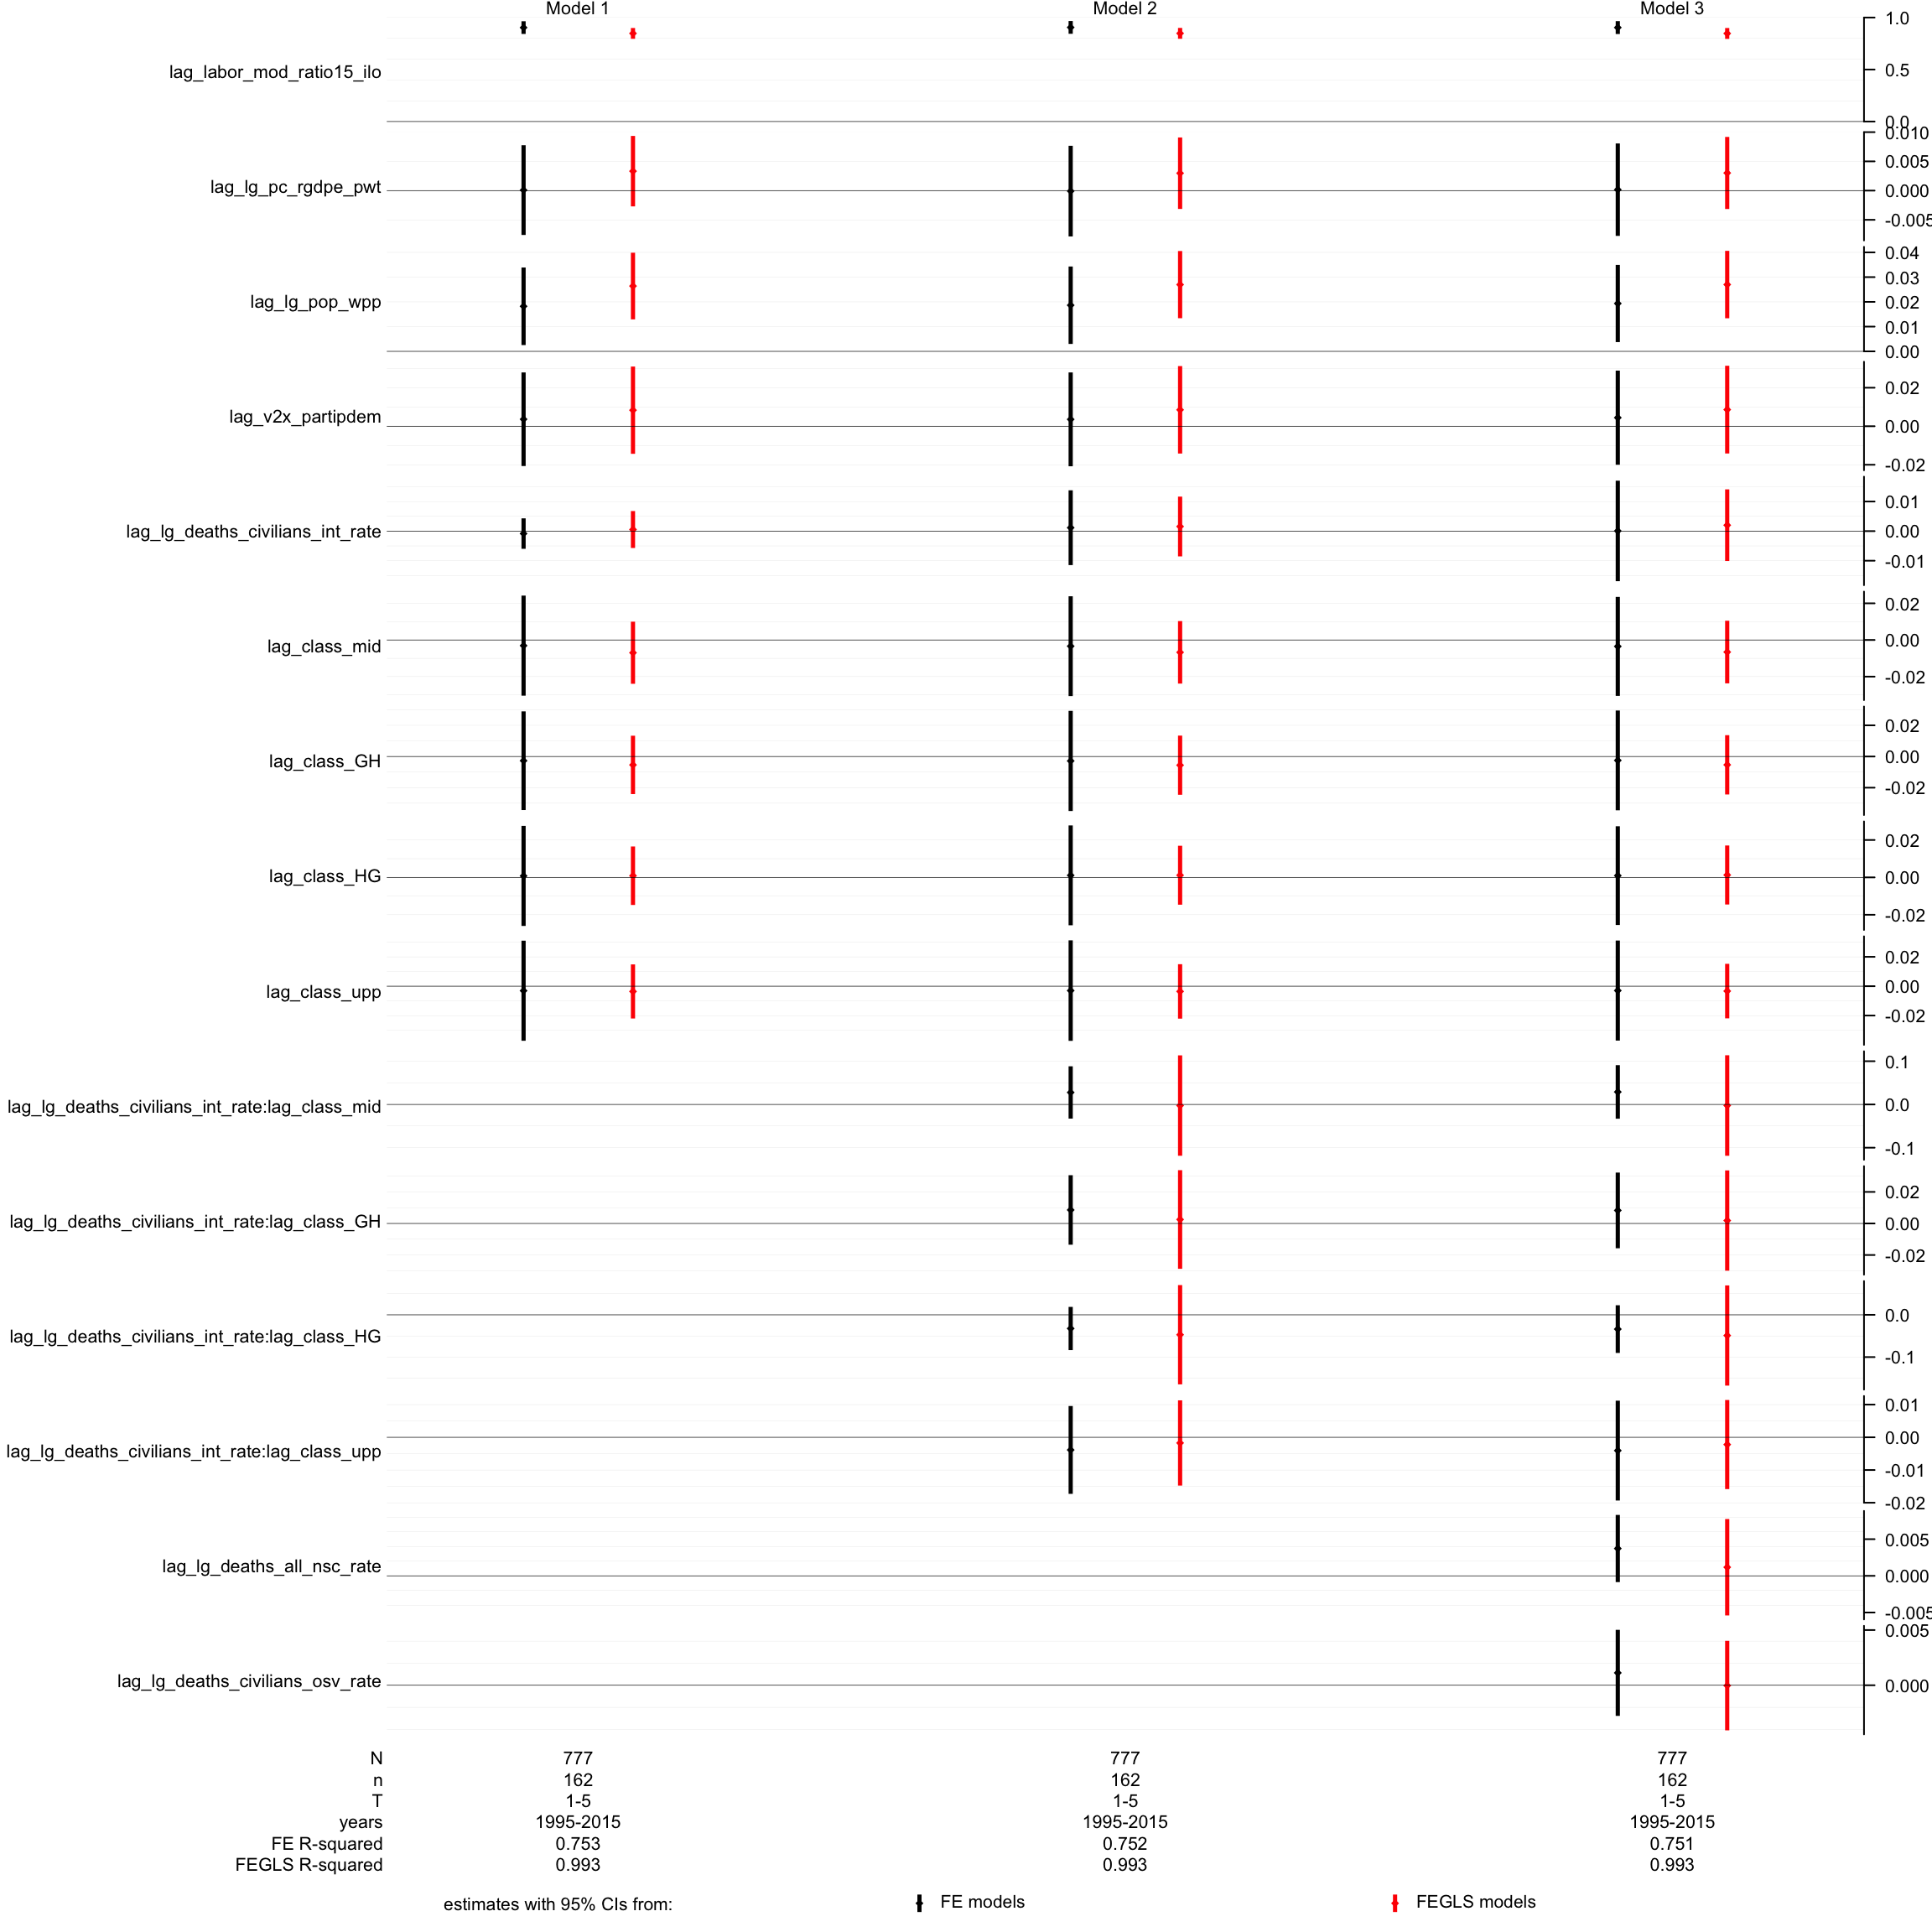 Model 1 Model 2 Model 3
lag_labor_mod_ratio15_ilo
1.0
0.5
0.0
lag_lg_pc_rgdpe_pwt
0.010
0.005
0.000
-0.005
lag_lg_pop_wpp
0.04
0.03
0.02
0.01
0.00
lag_v2x_partipdem
0.02
0.00
-0.02
lag_lg_deaths_civilians_int_rate
0.01
0.00
-0.01
lag_class_mid
0.02
0.00
-0.02
lag_class_GH
0.02
0.00
-0.02
lag_class_HG
0.02
0.00
-0.02
lag_class_upp
0.02
0.00
-0.02
lag_lg_deaths_civilians_int_rate:lag_class_mid
0.1
0.0
-0.1
lag_lg_deaths_civilians_int_rate:lag_class_GH
0.02
0.00
-0.02
lag_lg_deaths_civilians_int_rate:lag_class_HG
0.0
-0.1
lag_lg_deaths_civilians_int_rate:lag_class_upp
0.01
0.00
-0.01
-0.02
lag_lg_deaths_all_nsc_rate
0.005
0.000
-0.005
lag_lg_deaths_civilians_osv_rate
0.005
0.000
N 777 777 777
n 162 162 162
T 1-5 1-5 1-5
years 1995-2015 1995-2015 1995-2015
FE R-squared 0.753 0.752 0.751
FEGLS R-squared 0.993 0.993 0.993
estimates with 95% CIs from: FE models FEGLS models